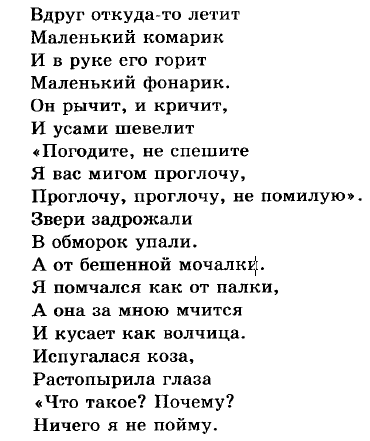 Вдруг откуда-то летит
Маленький комарик
И в руке его горит
Маленький фонарик.
Он рычит, и кричит,
И усами шевелит
«Погодите, не спешите
Я вас мигом проглочу,
Проглочу, проглочу, не помилую».
Звери задрожали
В обморок упали.
А от бешенной мочалки.
Я помчался как от палки,
А она за мною мчится
И кусает как волчица.
Испугалася коза,
Растопырила глаза
«Что такое? Почему?
Ничего я не пойму.